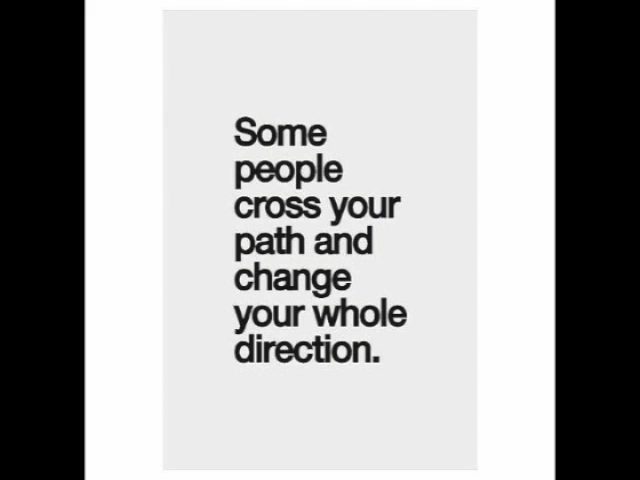 Some
people
cross your
path and
change
your whole
direction.